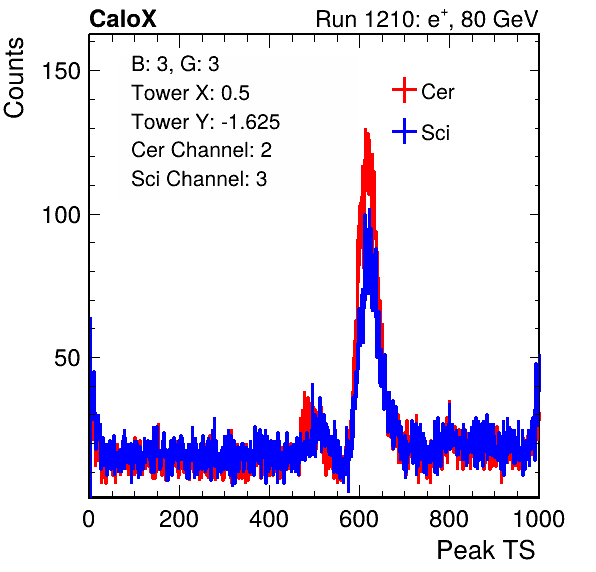 CaloX Run 1210: e⁺, 80 GeV
Counts
150
100
50
B: 3, G: 3
Tower X: 0.5
Tower Y: -1.625
Cer Channel: 2
Sci Channel: 3
Cer
Sci
0 200 400 600 800 1000
Peak TS